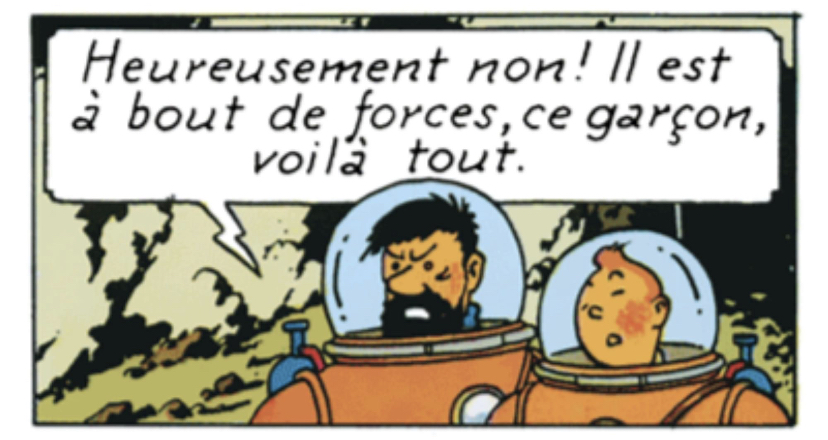 Heureusement non! Il est
à bout de forces, ce garçon,
voilà tout.